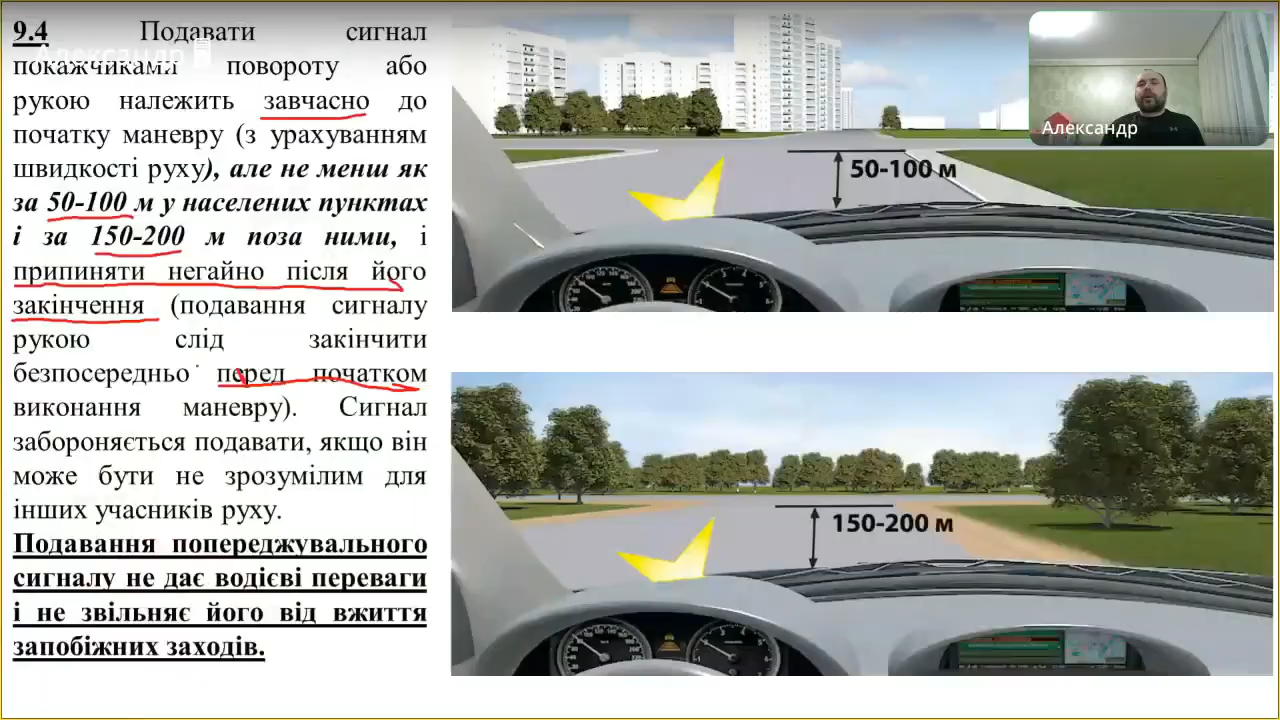 9.4 Подавати сигнал
покажчиками повороту або
рукою належить завчасно до
початку маневру (з урахуванням
швидкості руху), але не менш як
за 50-100 м у населених пунктах
і за 150-200 м поза ними, і
припиняти негайно після його
закінчення (подавання сигналу
рукою слід закінчити
безпосередньо перед початком
виконання маневру). Сигнал
забороняється подавати, якщо він
може бути не зрозумілим для
інших учасників руху.
Подавання попереджувального
сигналу не дає водієві переваги
і не звільняє його від вжиття
запобіжних заходів.
Александр
50-100 м
Александр
150-200 м